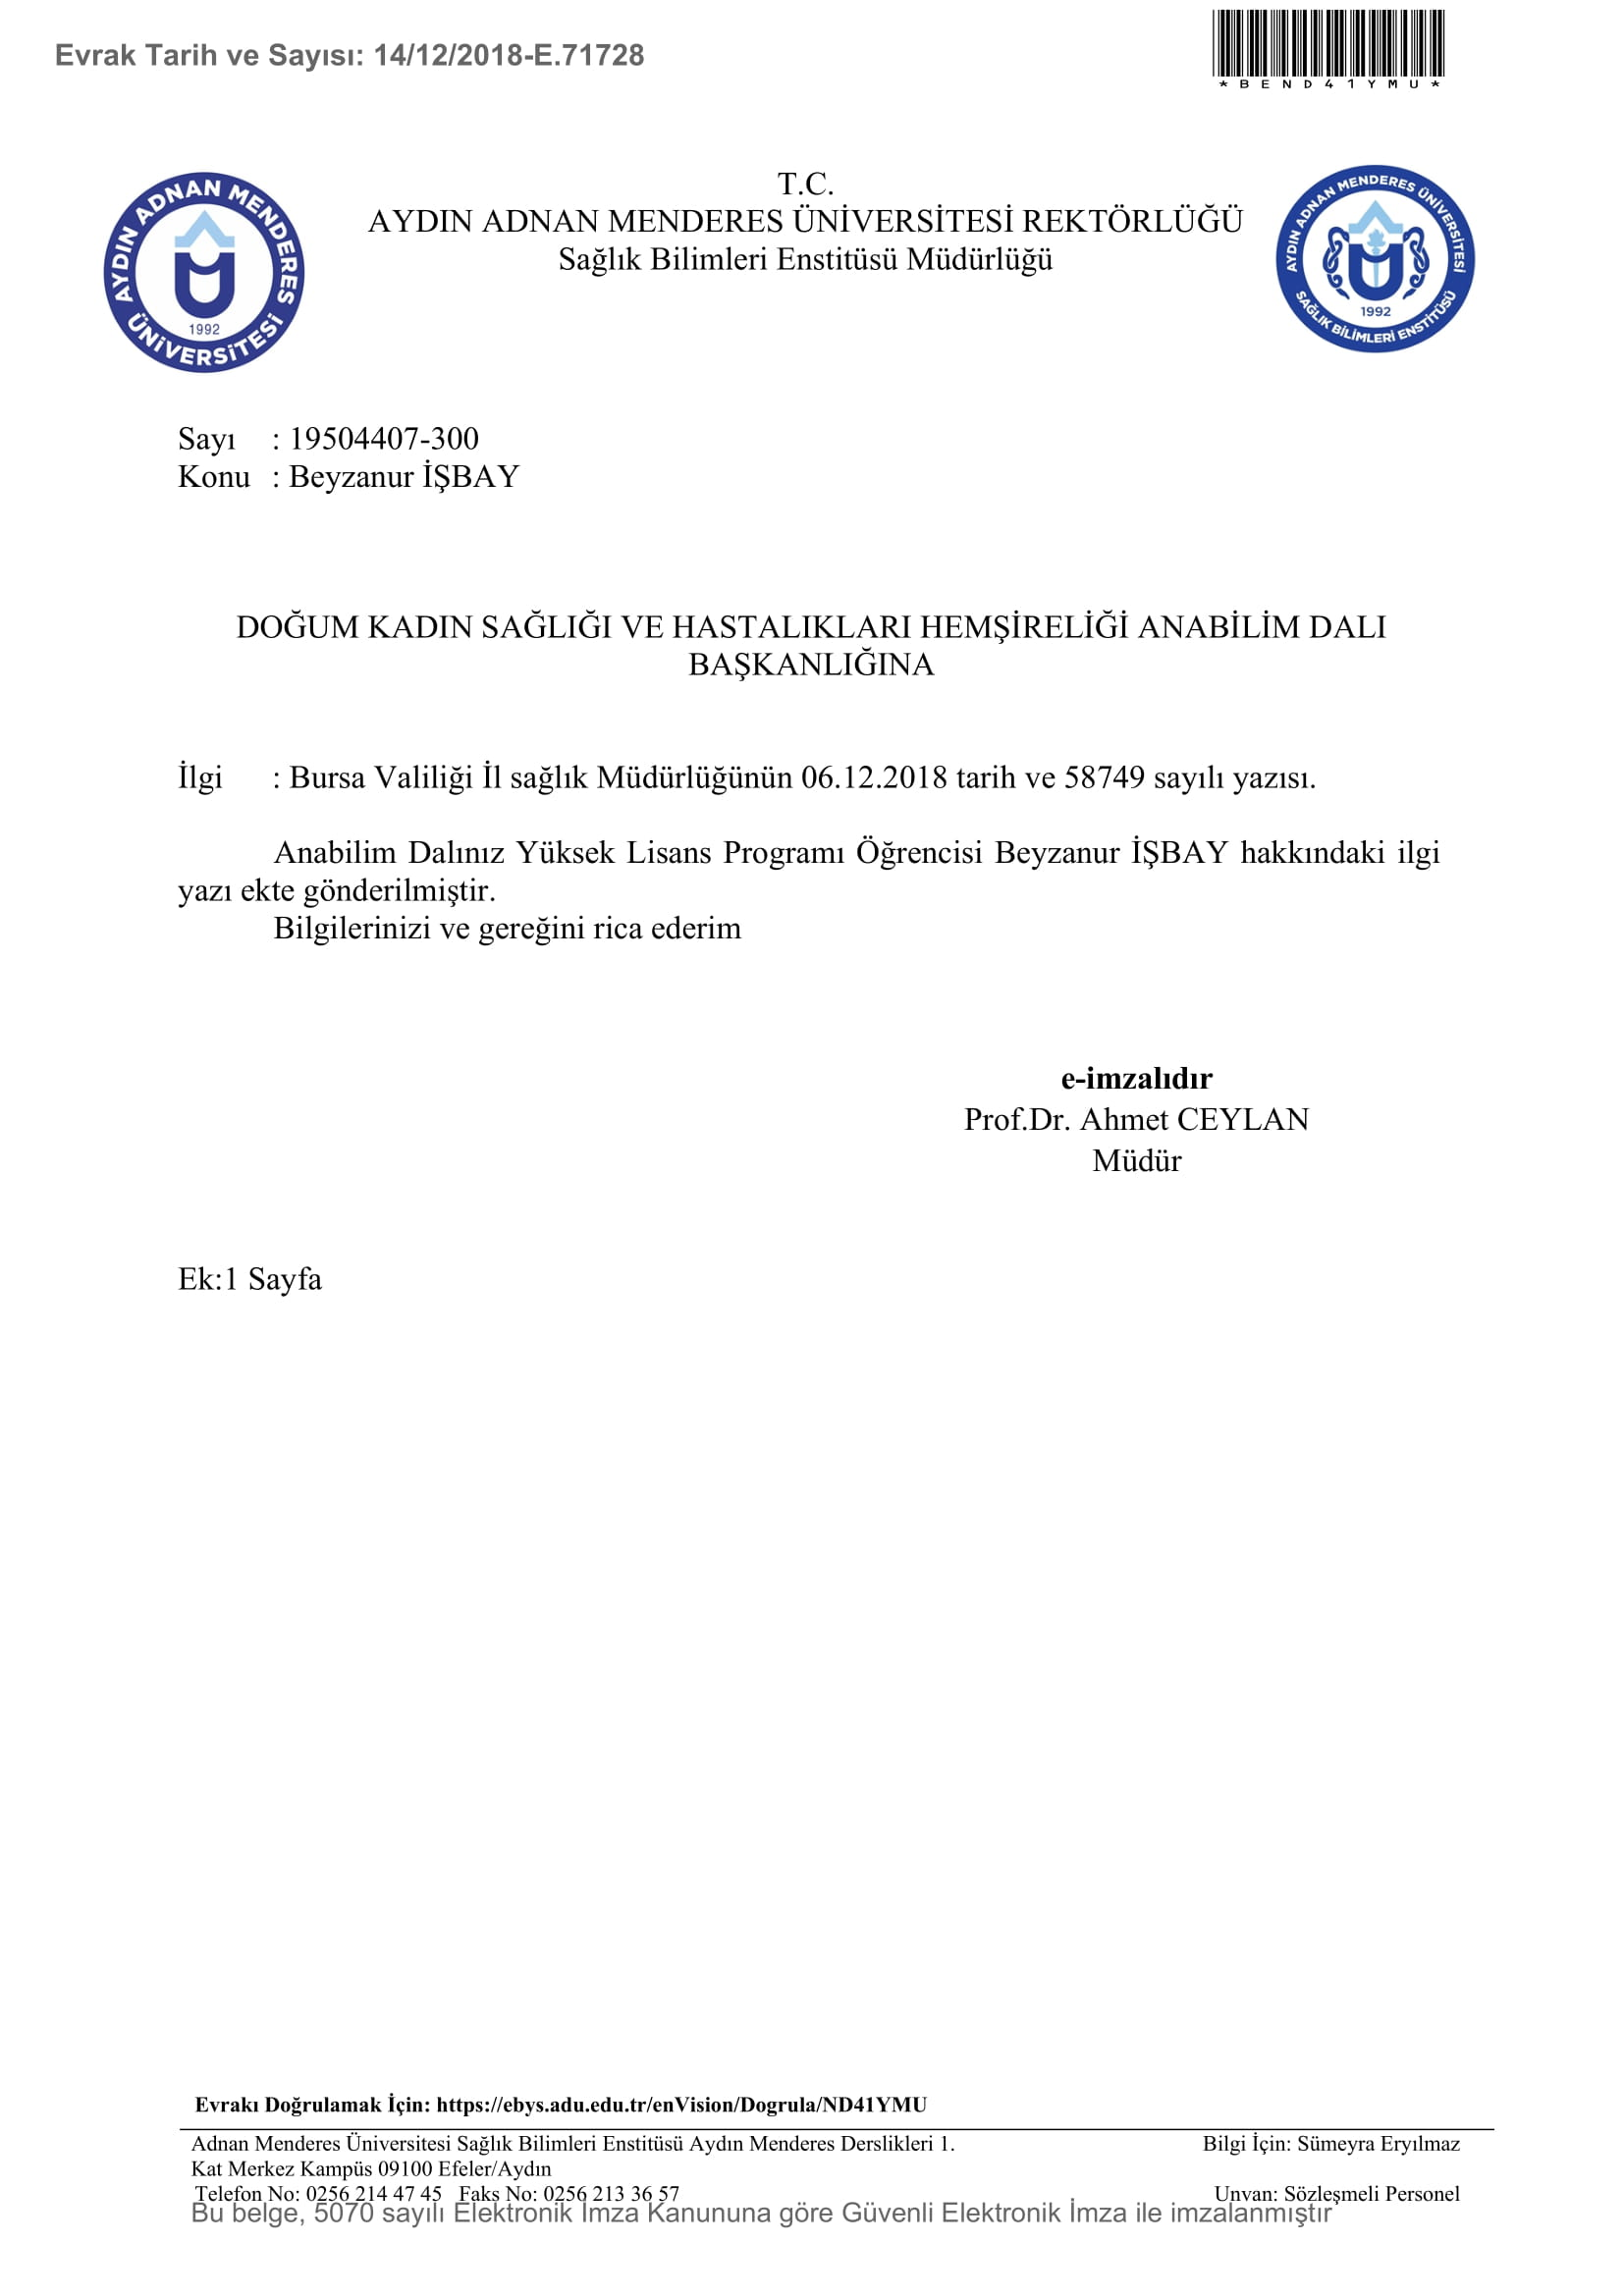 Evrak Tarih ve Sayısı: 14/12/2018-E.71728
*BEND41YMU*
AYDIN ADNAN MENDERES ÜNİVERSİTESİ
1992
T.C.
AYDIN ADNAN MENDERES ÜNİVERSİTESİ REKTÖRLÜĞÜ
Sağlık Bilimleri Enstitüsü Müdürlüğü
AYDIN ADNAN MENDERES ÜNİVERSİTESİ
1992
SAĞLIK BİLİMLERİ ENSTİTÜSÜ
Sayı : 19504407-300
Konu : Beyzanur İŞBAY
DOĞUM KADIN SAĞLIĞI VE HASTALIKLARI HEMŞİRELİĞİ ANABİLİM DALI
BAŞKANLIĞINA
İlgi : Bursa Valiliği İl sağlık Müdürlüğünün 06.12.2018 tarih ve 58749 sayılı yazısı.
Anabilim Dalınız Yüksek Lisans Programı Öğrencisi Beyzanur İŞBAY hakkındaki ilgi
yazı ekte gönderilmiştir.
Bilgilerinizi ve gereğini rica ederim
e-imzalıdır
Prof.Dr. Ahmet CEYLAN
Müdür
Ek:1 Sayfa
Evrakı Doğrulamak İçin: https://ebys.adu.edu.tr/enVision/Dogrula/ND41YMU
Adnan Menderes Üniversitesi Sağlık Bilimleri Enstitüsü Aydın Menderes Derslikleri 1. Bilgi İçin: Sümeyra Eryılmaz
Kat Merkez Kampüs 09100 Efeler/Aydın
Telefon No: 0256 214 47 45 Faks No: 0256 213 36 57 Unvan: Sözleşmeli Personel
Bu belge, 5070 sayılı Elektronik İmza Kanununa göre Güvenli Elektronik İmza ile imzalanmıştır